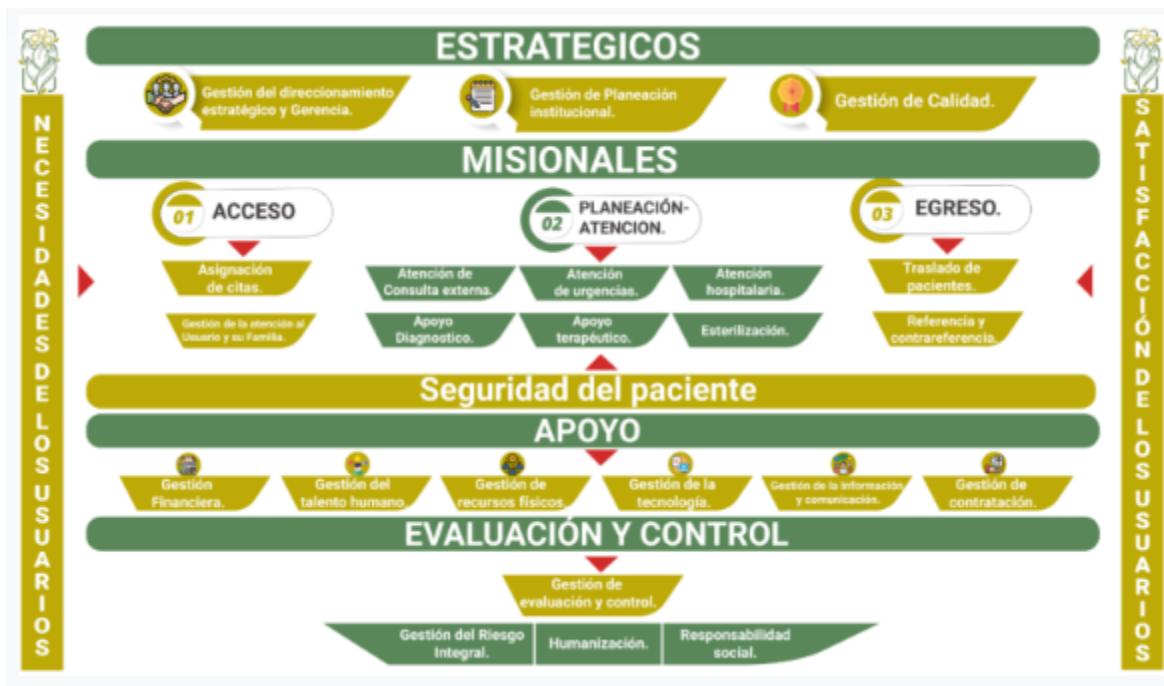 NECESIDADES DE LOS USUARIOS
ESTRATEGICOS
Gestión del direccionamiento
estratégico y Gerencia.
Gestión de Planeación
institucional.
Gestión de Calidad.
MISIONALES
01 ACCESO
Asignación
de citas.
Gestión de la atención al
Usuario y su Familia.
02 PLANEACIÓN-
ATENCION.
Atención de
Consulta externa.
Atención
de urgencias.
Atención
hospitalaria.
Apoyo
Diagnostico.
Apoyo
terapéutico.
Esterilización.
03 EGRESO.
Traslado de
pacientes.
Referencia y
contrareferencia.
Seguridad del paciente
APOYO
Gestión
Financiera.
Gestión del
talento humano.
Gestión de
recursos físicos.
Gestión de la
tecnología.
Gestión de la información
y comunicación.
Gestión de
contratación.
EVALUACIÓN Y CONTROL
Gestión de
evaluación y control.
Gestión del Riesgo
Integral.
Humanización.
Responsabilidad
social.
SATISFACCIÓN DE LOS USUARIOS